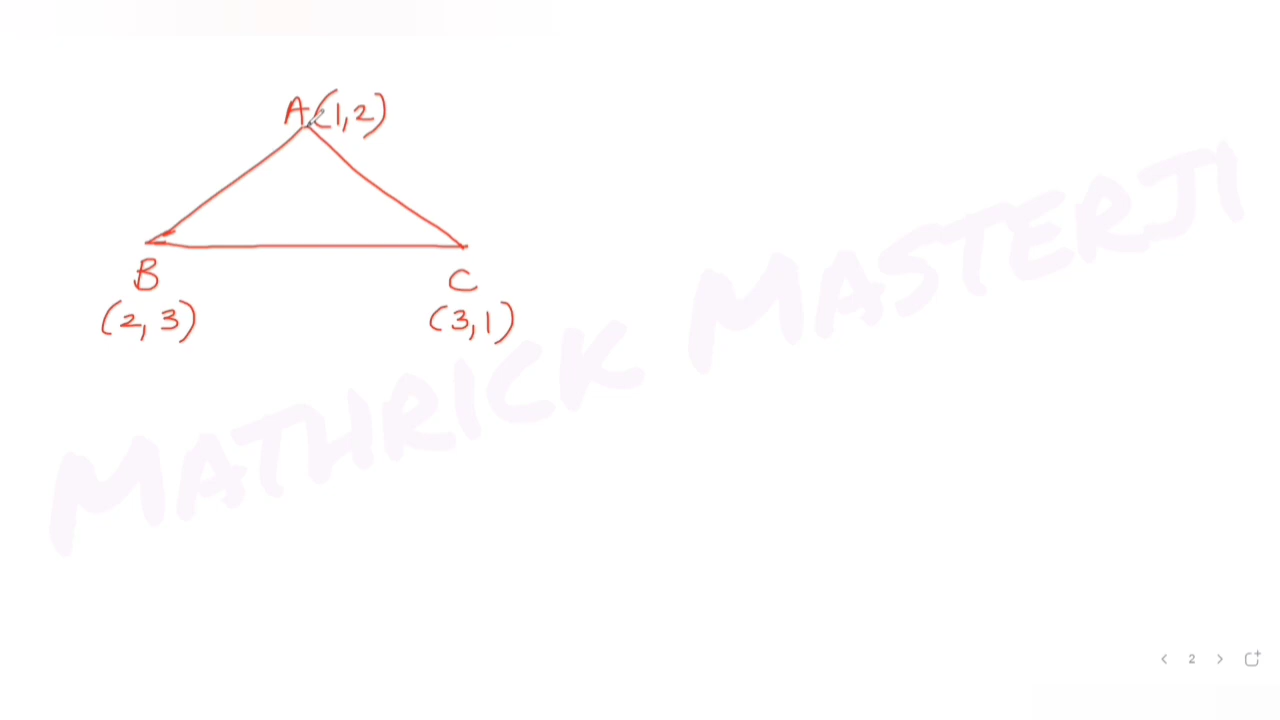 A(1,2)
B C
(2, 3) (3,1)
MATHRICK MASTERJI
< 2 >